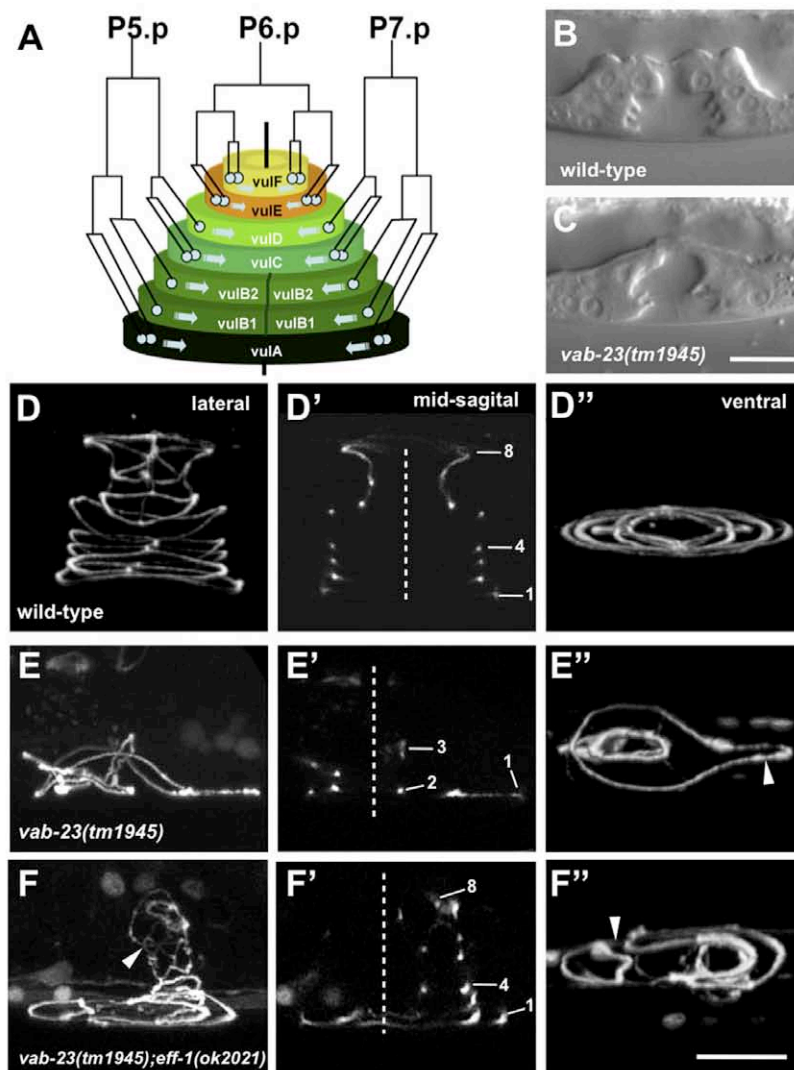 A
P5.p P6.p P7.p
vulF
vulE
vulD
vulC
vulB2 vulB2
vulB1 vulB1
vulA
B
wild-type
C
vab-23(tm1945)
D lateral
wild-type
D' mid-sagital
8
4
1
D'' ventral
E
vab-23(tm1945)
E'
3
1
2
E''
F
vab-23(tm1945);eff-1(ok2021)
F'
8
4
1
F''